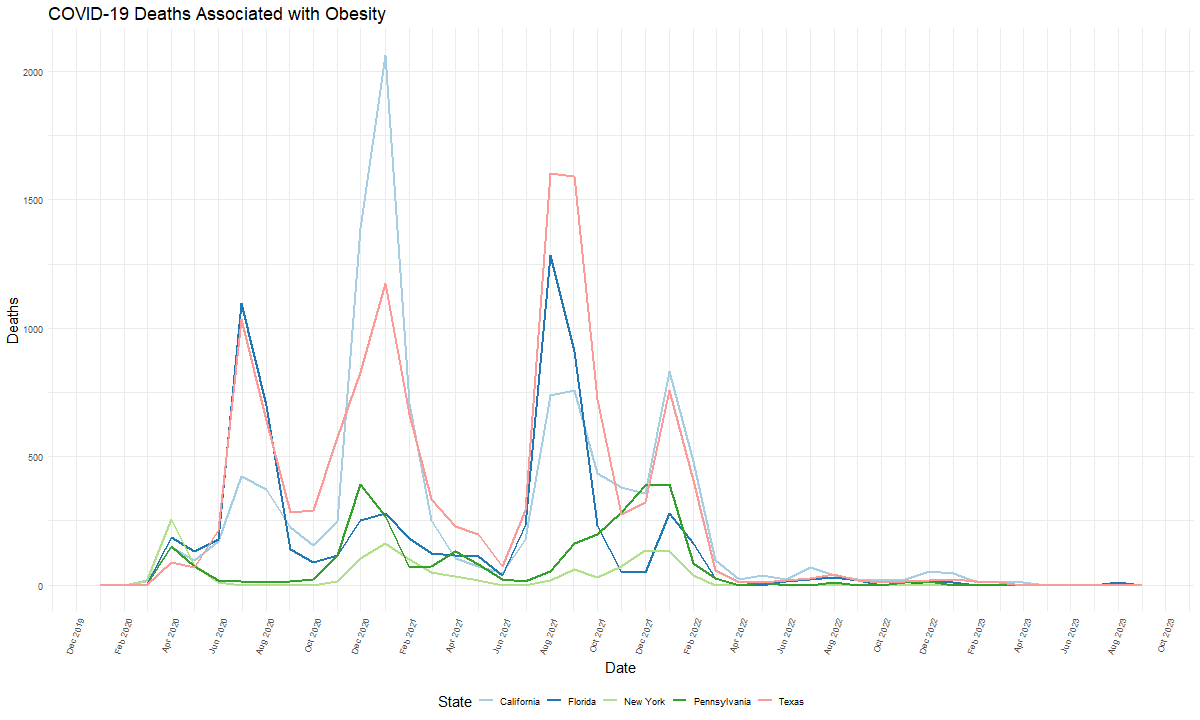 COVID-19 Deaths Associated with Obesity
Deaths
2000
1500
1000
500
0
Dec 2019
Feb 2020
Apr 2020
Jun 2020
Aug 2020
Oct 2020
Dec 2020
Feb 2021
Apr 2021
Jun 2021
Aug 2021
Oct 2021
Dec 2021
Feb 2022
Apr 2022
Jun 2022
Aug 2022
Oct 2022
Dec 2022
Feb 2023
Apr 2023
Jun 2023
Aug 2023
Oct 2023
Date
State California Florida New York Pennsylvania Texas